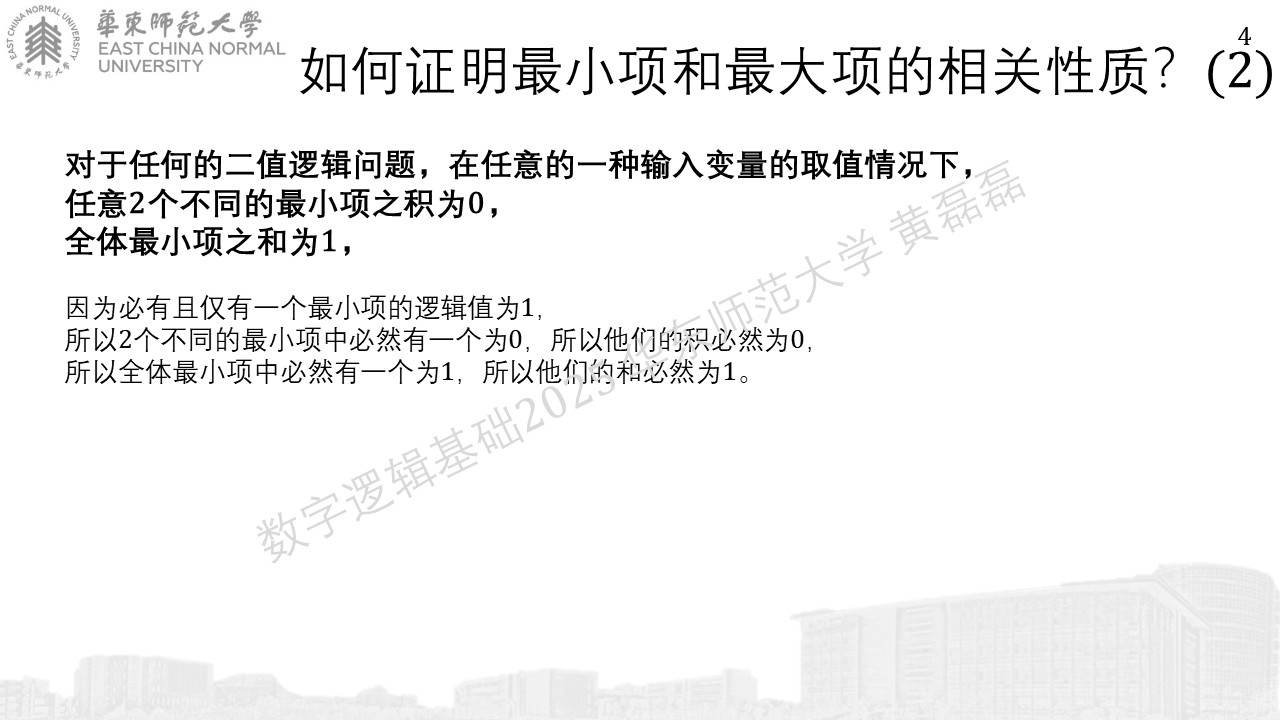 華東師範大學
EAST CHINA NORMAL
UNIVERSITY
EAST CHINA NORMAL UNIVERSITY
華東師範大學
4
如何证明最小项和最大项的相关性质？(2)
对于任何的二值逻辑问题，在任意的一种输入变量的取值情况下，
任意2个不同的最小项之积为0，
全体最小项之和为1，
因为必有且仅有一个最小项的逻辑值为1，
所以2个不同的最小项中必然有一个为0，所以他们的积必然为0，
所以全体最小项中必然有一个为1，所以他们的和必然为1。
数字逻辑基础2025 华东师范大学 黄磊磊